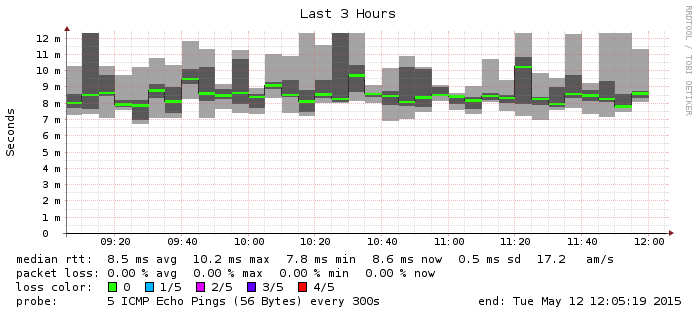 Last 3 Hours
RRDTOOL / TOBI OETIKER
Seconds
12 m
11 m
10 m
9 m
8 m
7 m
6 m
5 m
4 m
3 m
2 m
1 m
0
09:20 09:40 10:00 10:20 10:40 11:00 11:20 11:40 12:00
median rtt: 8.5 ms avg 10.2 ms max 7.8 ms min 8.6 ms now 0.5 ms sd 17.2 am/s
packet loss: 0.00 % avg 0.00 % max 0.00 % min 0.00 % now
loss color: 0 1/5 2/5 3/5 4/5
probe: 5 ICMP Echo Pings (56 Bytes) every 300s end: Tue May 12 12:05:19 2015